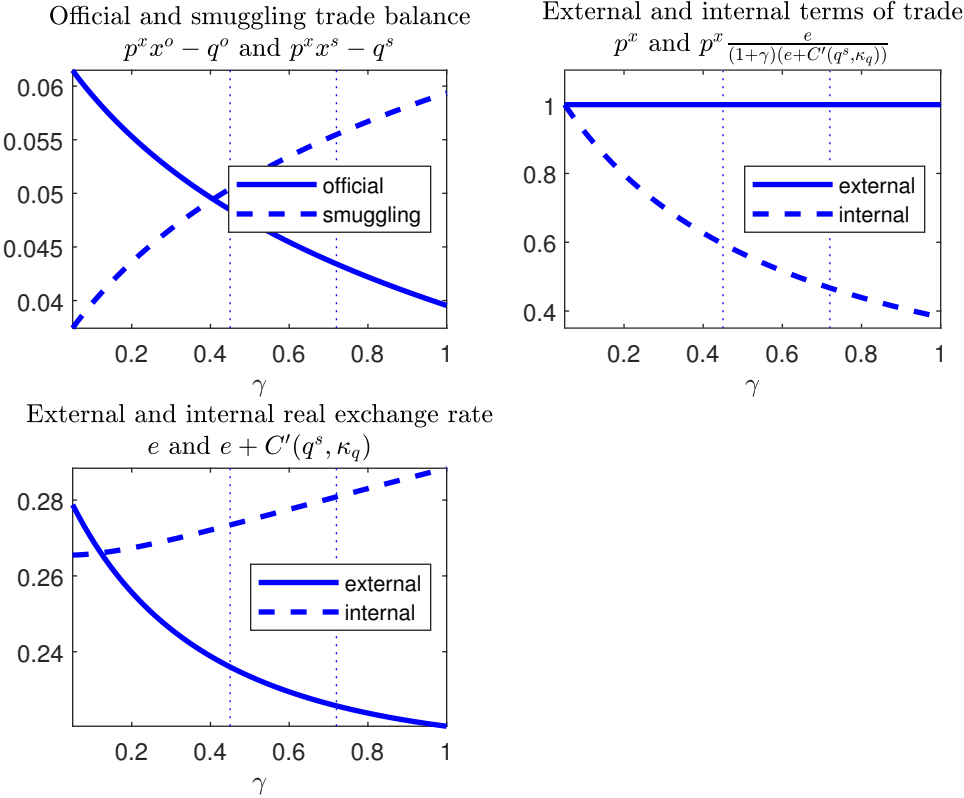 Official and smuggling trade balance
$p^x x^o - q^o$ and $p^x x^s - q^s$
0.06
0.055
0.05
0.045
0.04
official
smuggling
0.2 0.4 0.6 0.8 1
γ
External and internal terms of trade
$p^x$ and $p^x \frac{e}{(1+\gamma)(e+C'(q^s,\kappa_q))}$
1
0.8
0.6
0.4
external
internal
0.2 0.4 0.6 0.8 1
γ
External and internal real exchange rate
$e$ and $e + C'(q^s, \kappa_q)$
0.28
0.26
0.24
external
internal
0.2 0.4 0.6 0.8 1
γ